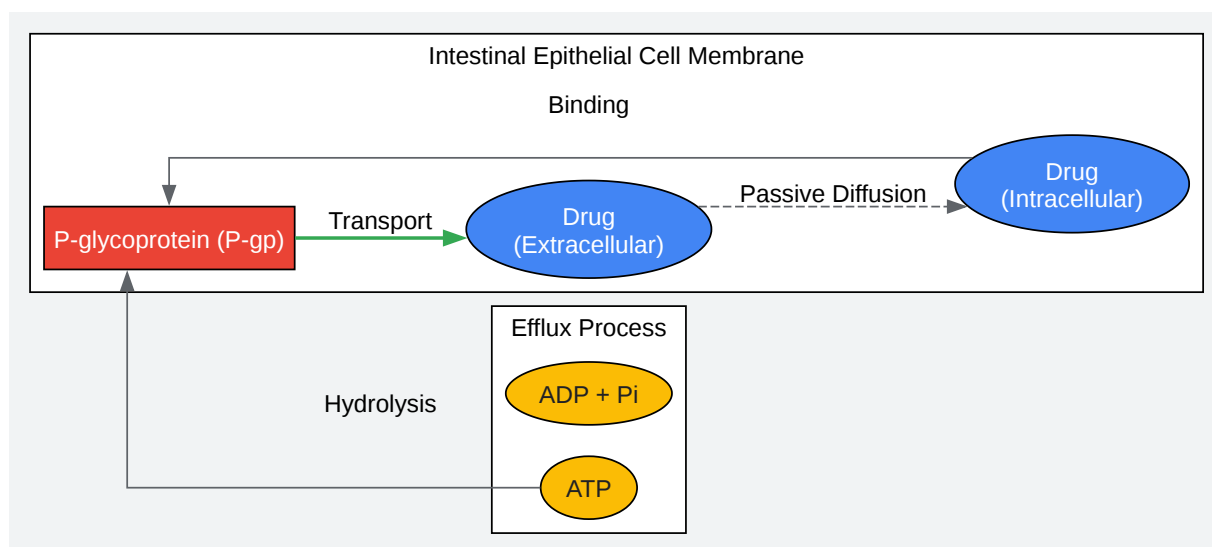 Intestinal Epithelial Cell Membrane
Binding
Drug
(Intracellular)
Passive Diffusion
Drug
(Extracellular)
Transport
P-glycoprotein (P-gp)
Efflux Process
ADP + Pi
Hydrolysis
ATP